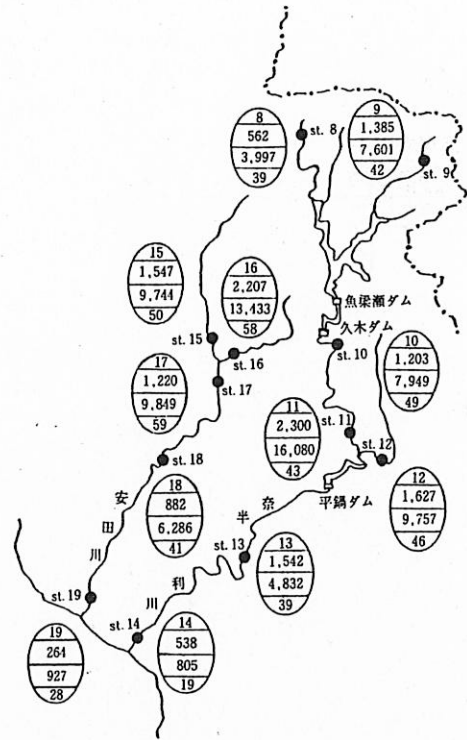 8
562
3,997
39
st. 8
9
1,385
7,601
42
st. 9
15
1,547
9,744
50
16
2,207
13,433
58
魚梁瀬ダム
久木ダム
st. 15
st. 16
st. 10
10
1,203
7,949
49
17
1,220
9,849
59
st. 17
11
2,300
16,080
43
st. 11
st. 12
st. 18
18
882
6,286
41
平鍋ダム
12
1,627
9,757
46
安田川
奈半利川
st. 13
13
1,542
4,832
39
st. 19
st. 14
19
264
927
28
14
538
805
19